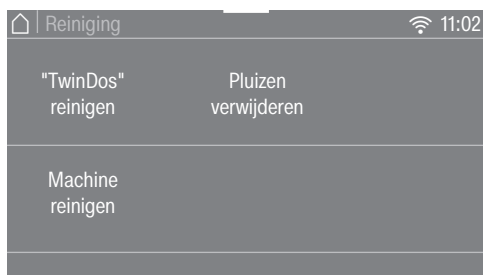 Reiniging
11:02
"TwinDos"
reinigen
Pluizen
verwijderen
Machine
reinigen